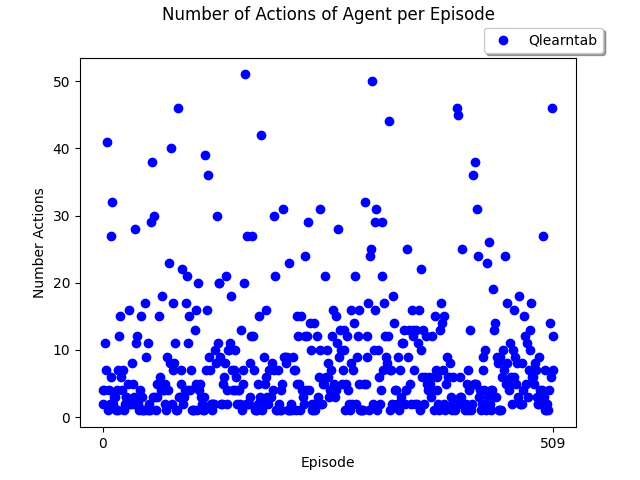 Number of Actions of Agent per Episode
Qlearntab
50
40
30
20
10
0
Number Actions
0 509
Episode